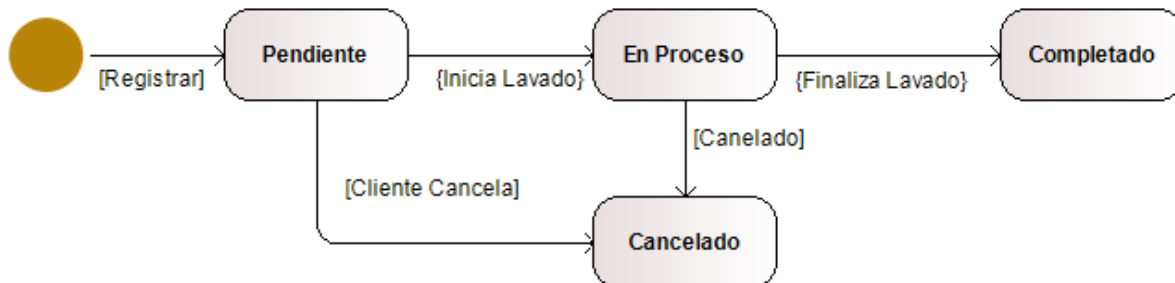 Pendiente
En Proceso
Completado
[Registrar]
{Inicia Lavado}
{Finaliza Lavado}
[Canelado]
[Cliente Cancela]
Cancelado